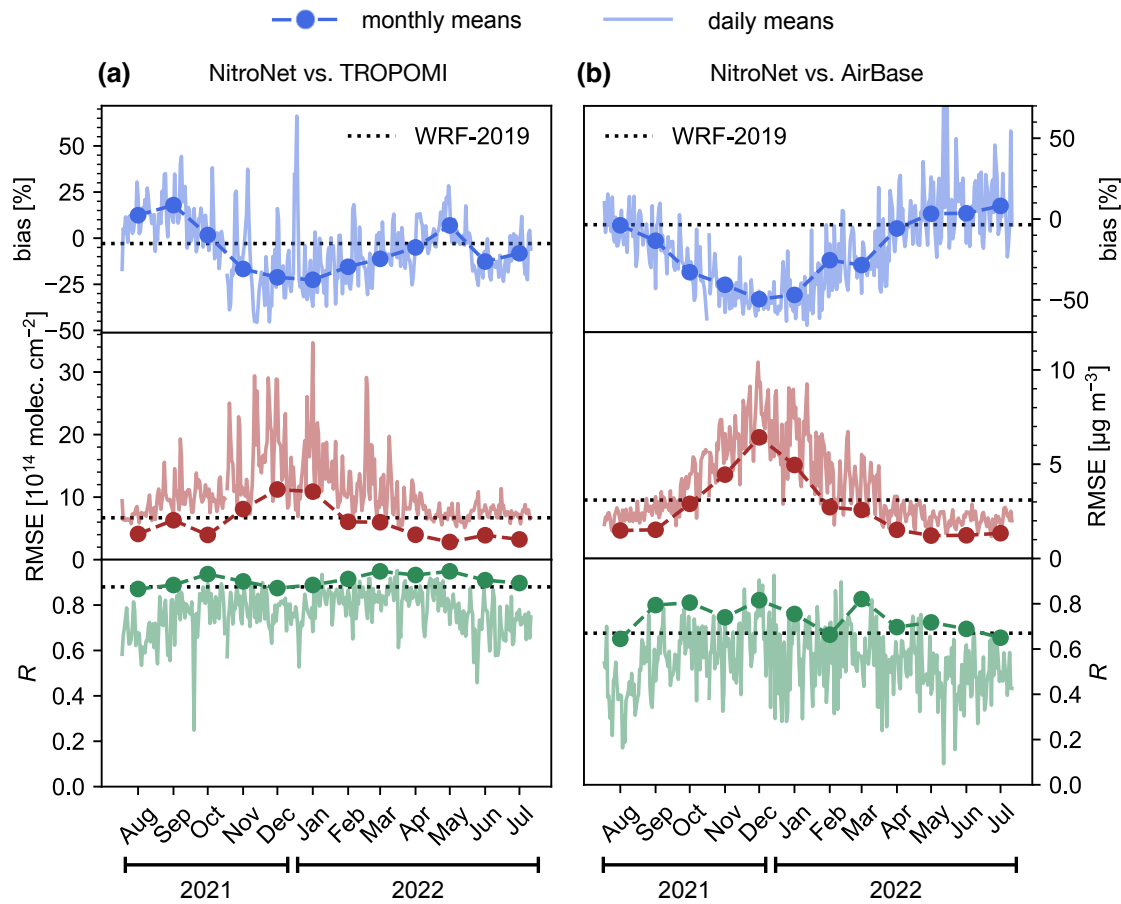 monthly means
daily means
(a) NitroNet vs. TROPOMI
(b) NitroNet vs. AirBase
WRF-2019
bias [%]
50
25
0
−25
−50
RMSE [10¹⁴ molec. cm⁻²]
30
20
10
0
R
0
0.8
0.6
0.4
0.2
0.0
WRF-2019
bias [%]
50
0
−50
RMSE [µg m⁻³]
10
5
0
R
0.8
0.6
0.4
0.2
0.0
Aug Sep Oct Nov Dec Jan Feb Mar Apr May Jun Jul
2021 2022
Aug Sep Oct Nov Dec Jan Feb Mar Apr May Jun Jul
2021 2022